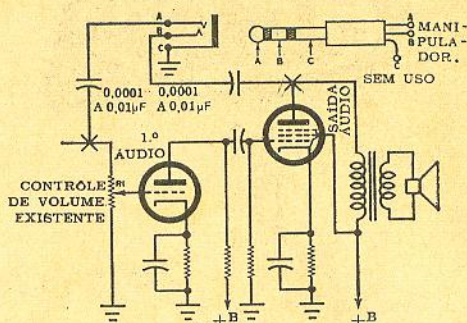 A
B
C
V
Λ
A
B
C
A
B
C
MANI-
PULA-
DOR.
SEM USO
0,0001
A 0,01µF
0,0001
A 0,01µF
1.º
ÁUDIO
SAÍDA
ÁUDIO
CONTRÔLE
DE VOLUME
EXISTENTE
R1
+B
+B